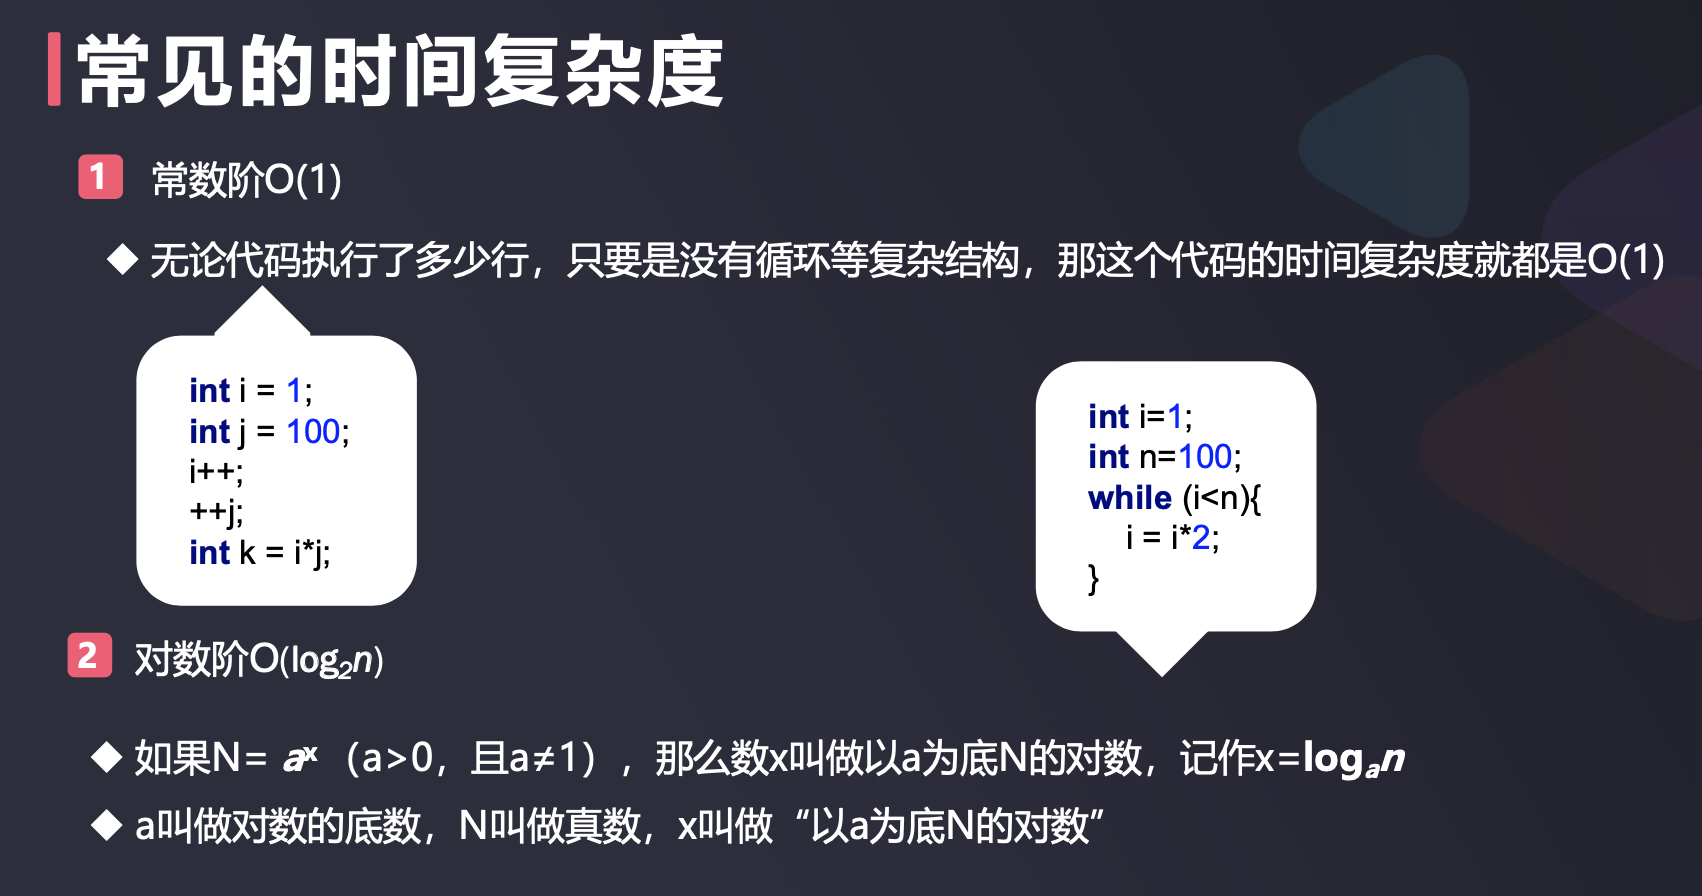 常见的时间复杂度
1 常数阶O(1)
◆ 无论代码执行了多少行，只要是没有循环等复杂结构，那这个代码的时间复杂度就都是O(1)
int i = 1;
int j = 100;
i++;
++j;
int k = i*j;
int i=1;
int n=100;
while (i<n){
i = i*2;
}
2 对数阶O(log₂n)
◆ 如果N= aˣ（a>0，且a≠1），那么数x叫做以a为底N的对数，记作x=logₐn
◆ a叫做对数的底数，N叫做真数，x叫做“以a为底N的对数”